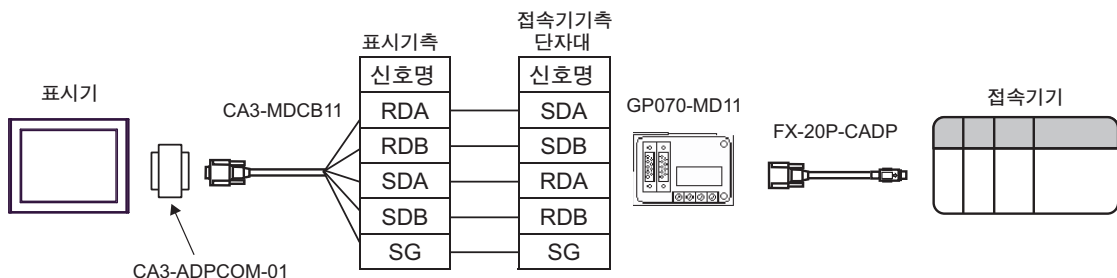 표시기
CA3-ADPCOM-01
CA3-MDCB11
표시기측
신호명
RDA
RDB
SDA
SDB
SG
접속기기측
단자대
신호명
SDA
SDB
RDA
RDB
SG
GP070-MD11
FX-20P-CADP
접속기기